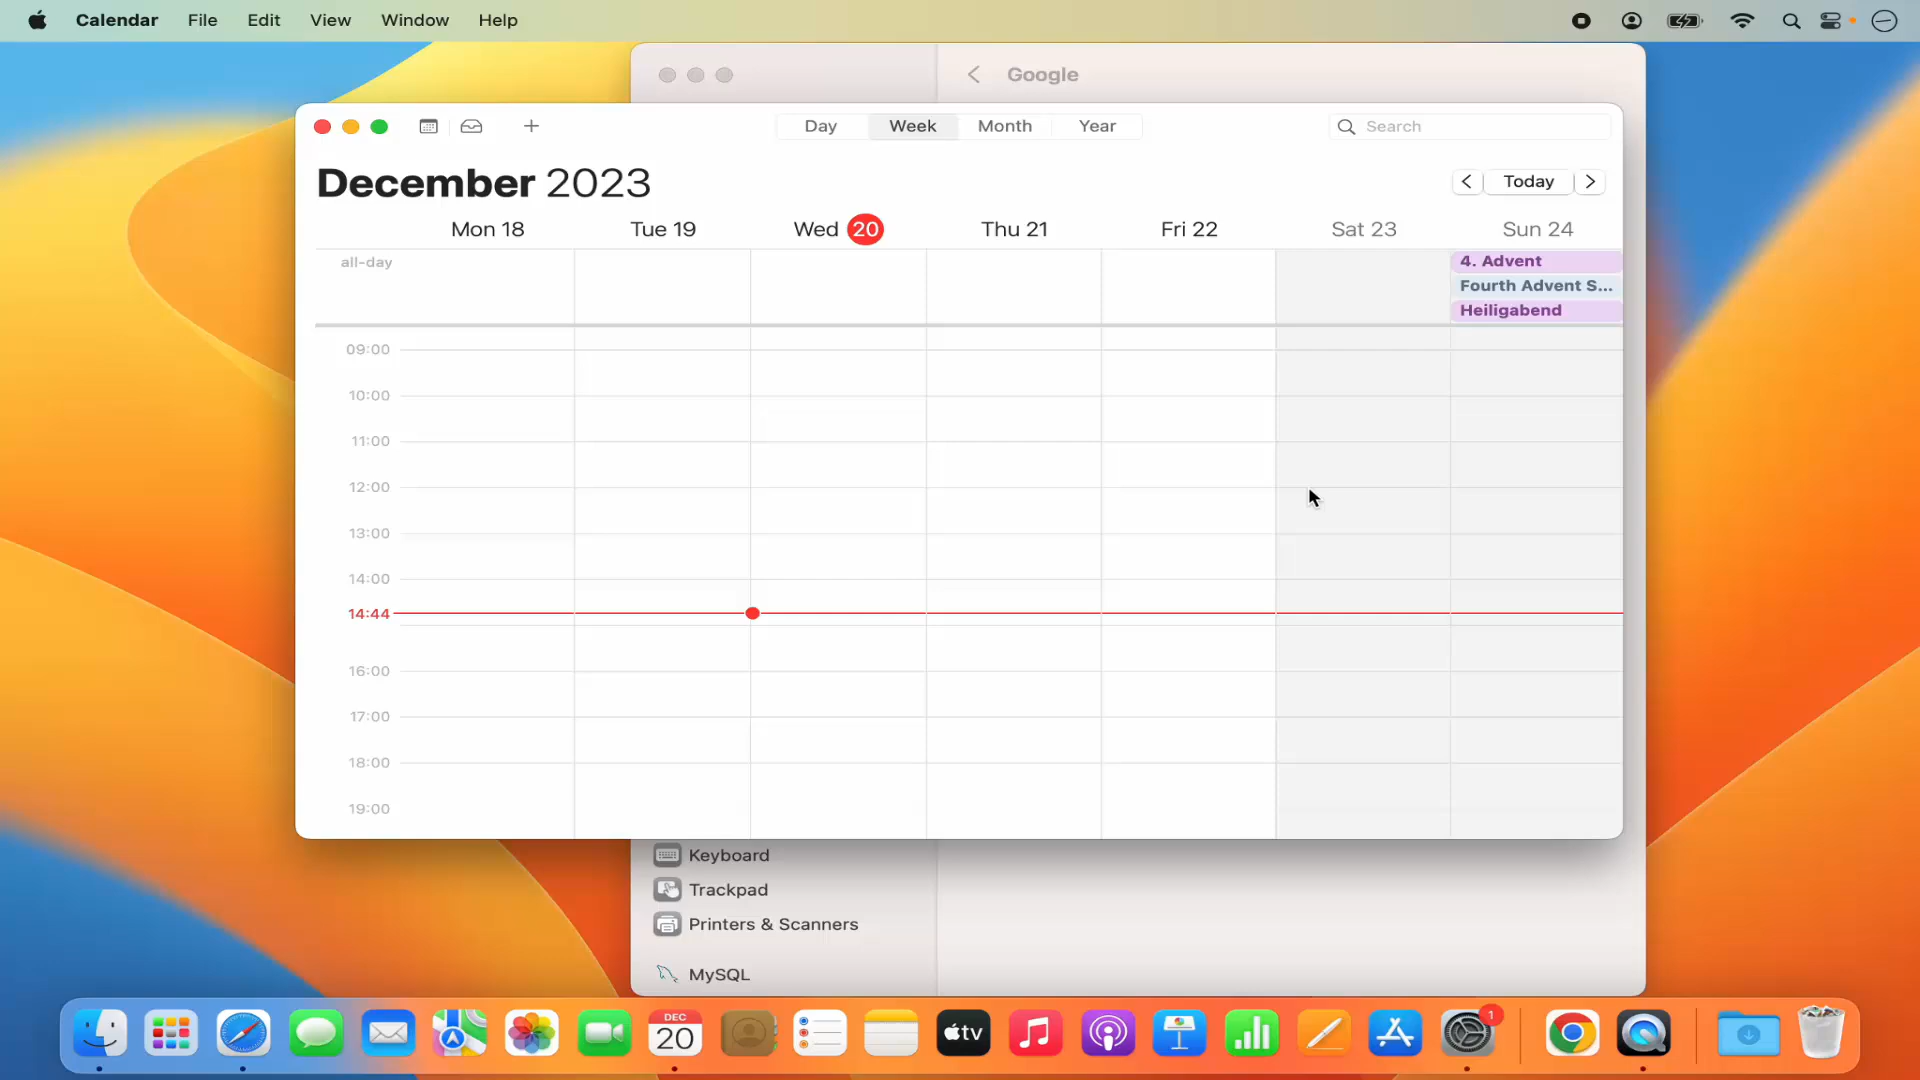 Calendar File Edit View Window Help
Google
Day Week Month Year
Search
December 2023
Today
Mon 18 Tue 19 Wed 20 Thu 21 Fri 22 Sat 23 Sun 24
all-day
4. Advent
Fourth Advent S...
Heiligabend
09:00
10:00
11:00
12:00
13:00
14:00
14:44
16:00
17:00
18:00
19:00
Keyboard
Trackpad
Printers & Scanners
MySQL
DEC
20
tv
1